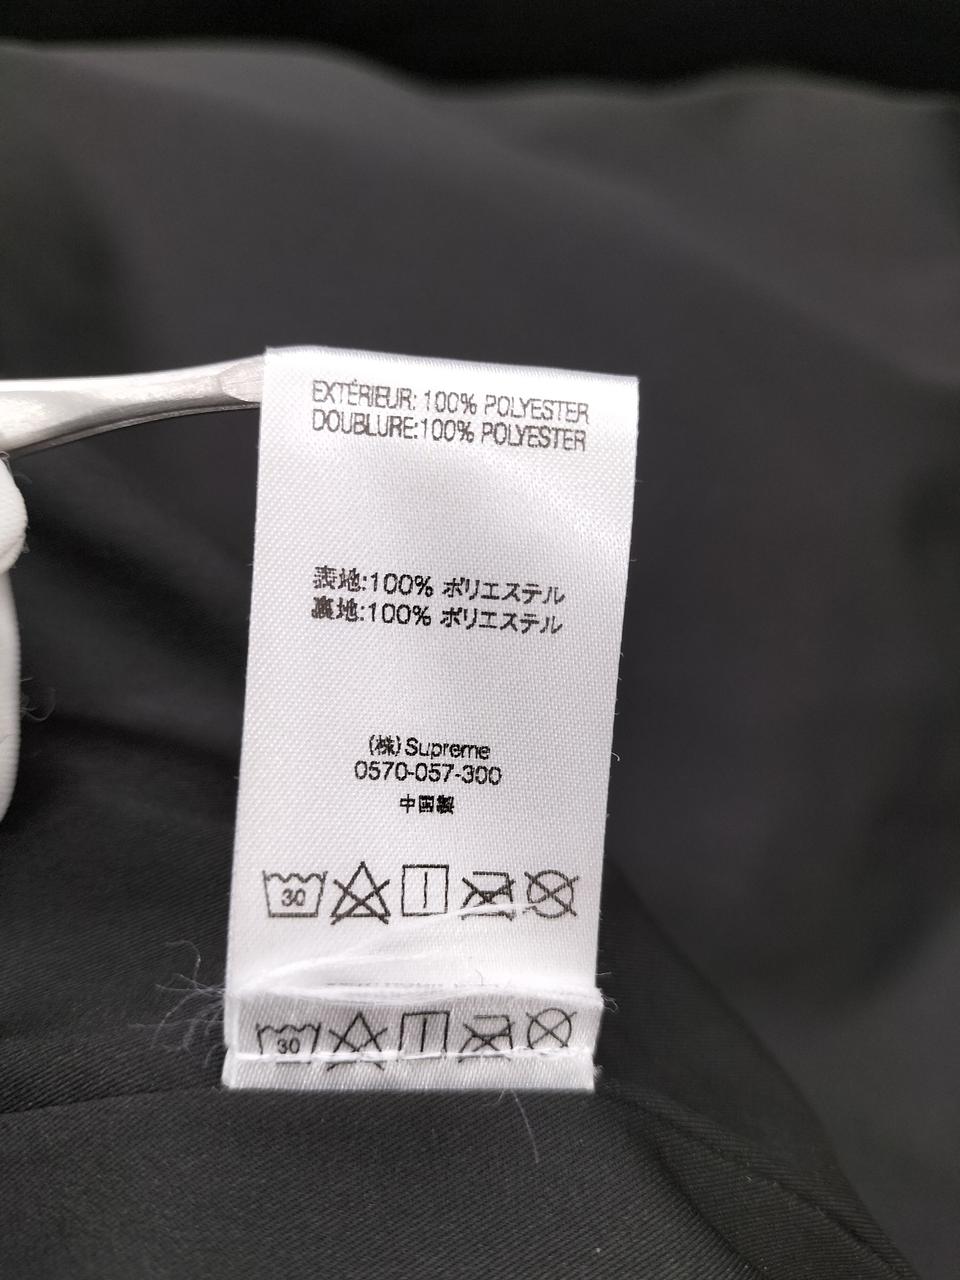 EXTÉRIEUR: 100% POLYESTER
DOUBLURE:100% POLYESTER
表地:100% ポリエステル
裏地:100% ポリエステル
(株)Supreme
0570-057-300
中国製
30
30